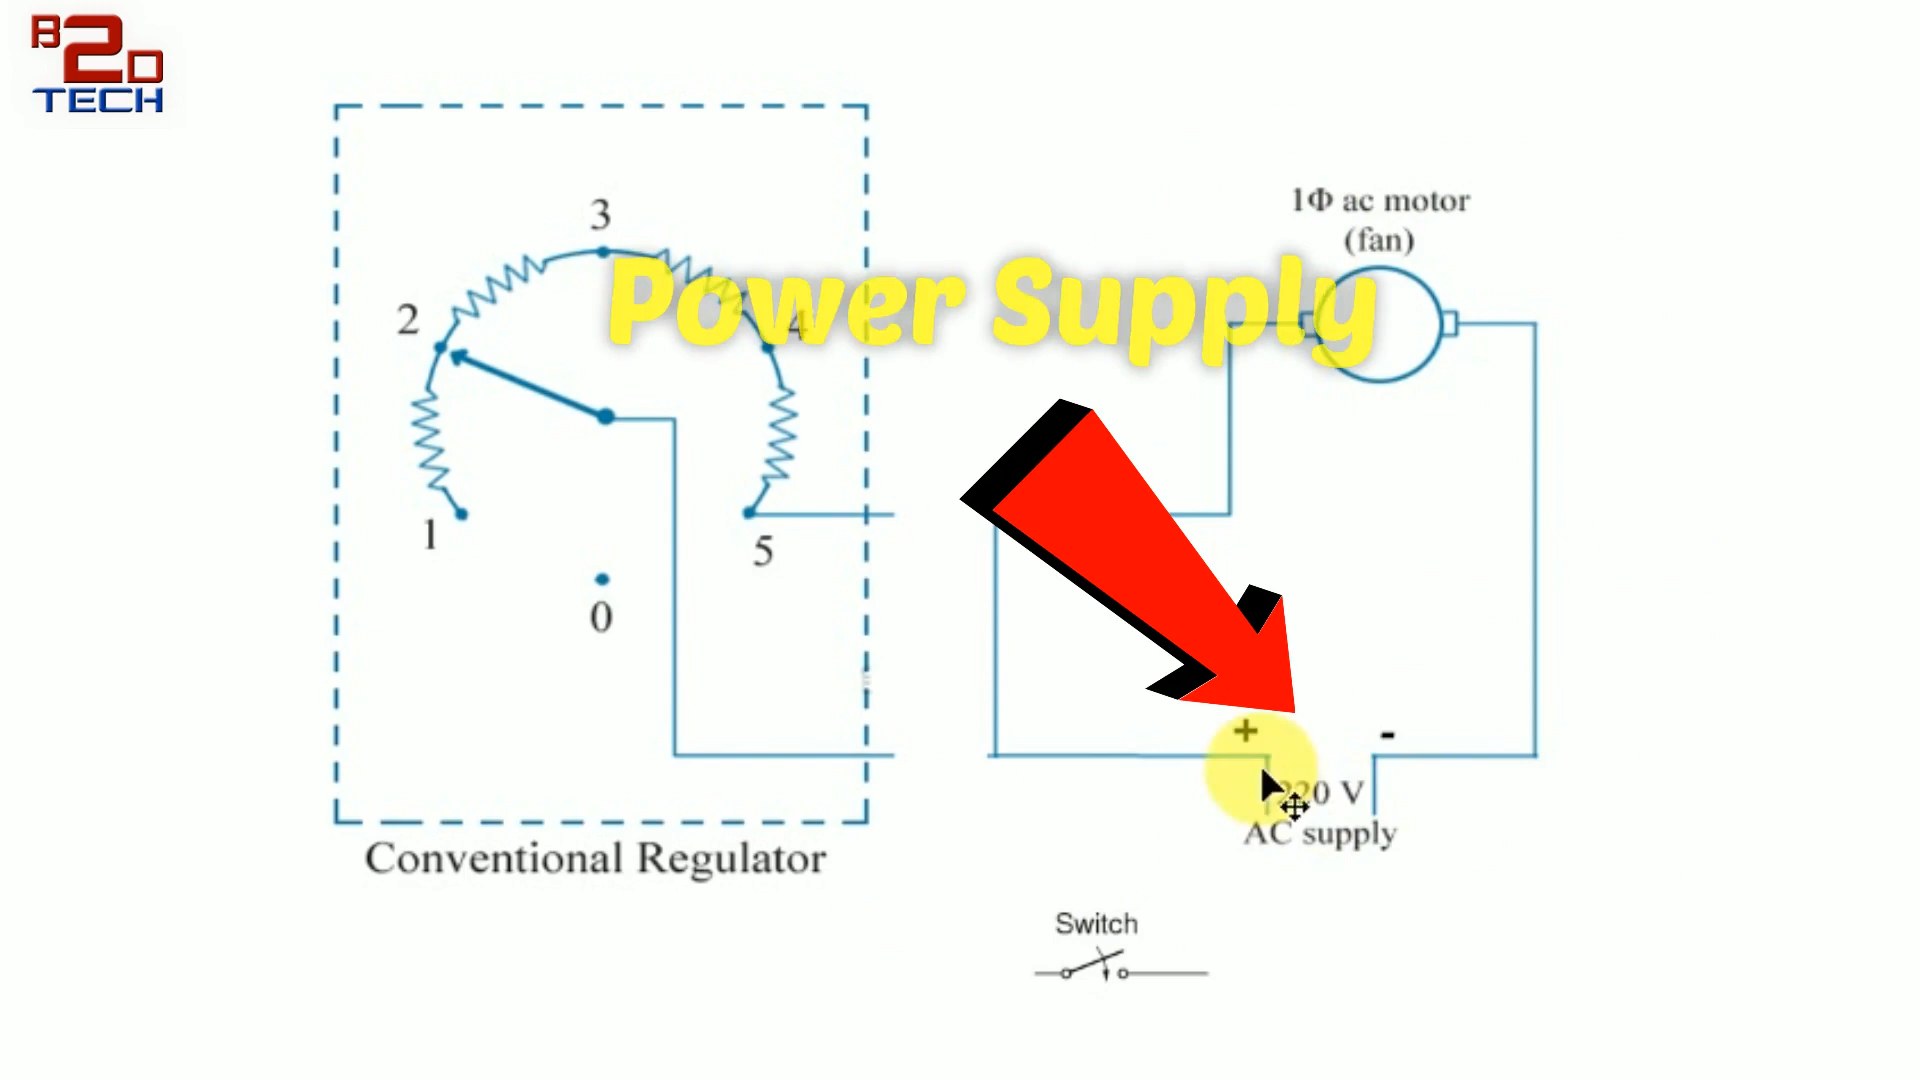 B2D
TECH
1Φ ac motor
(fan)
3
Power Supply
2
4
1
5
0
+
-
220 V
AC supply
Conventional Regulator
Switch